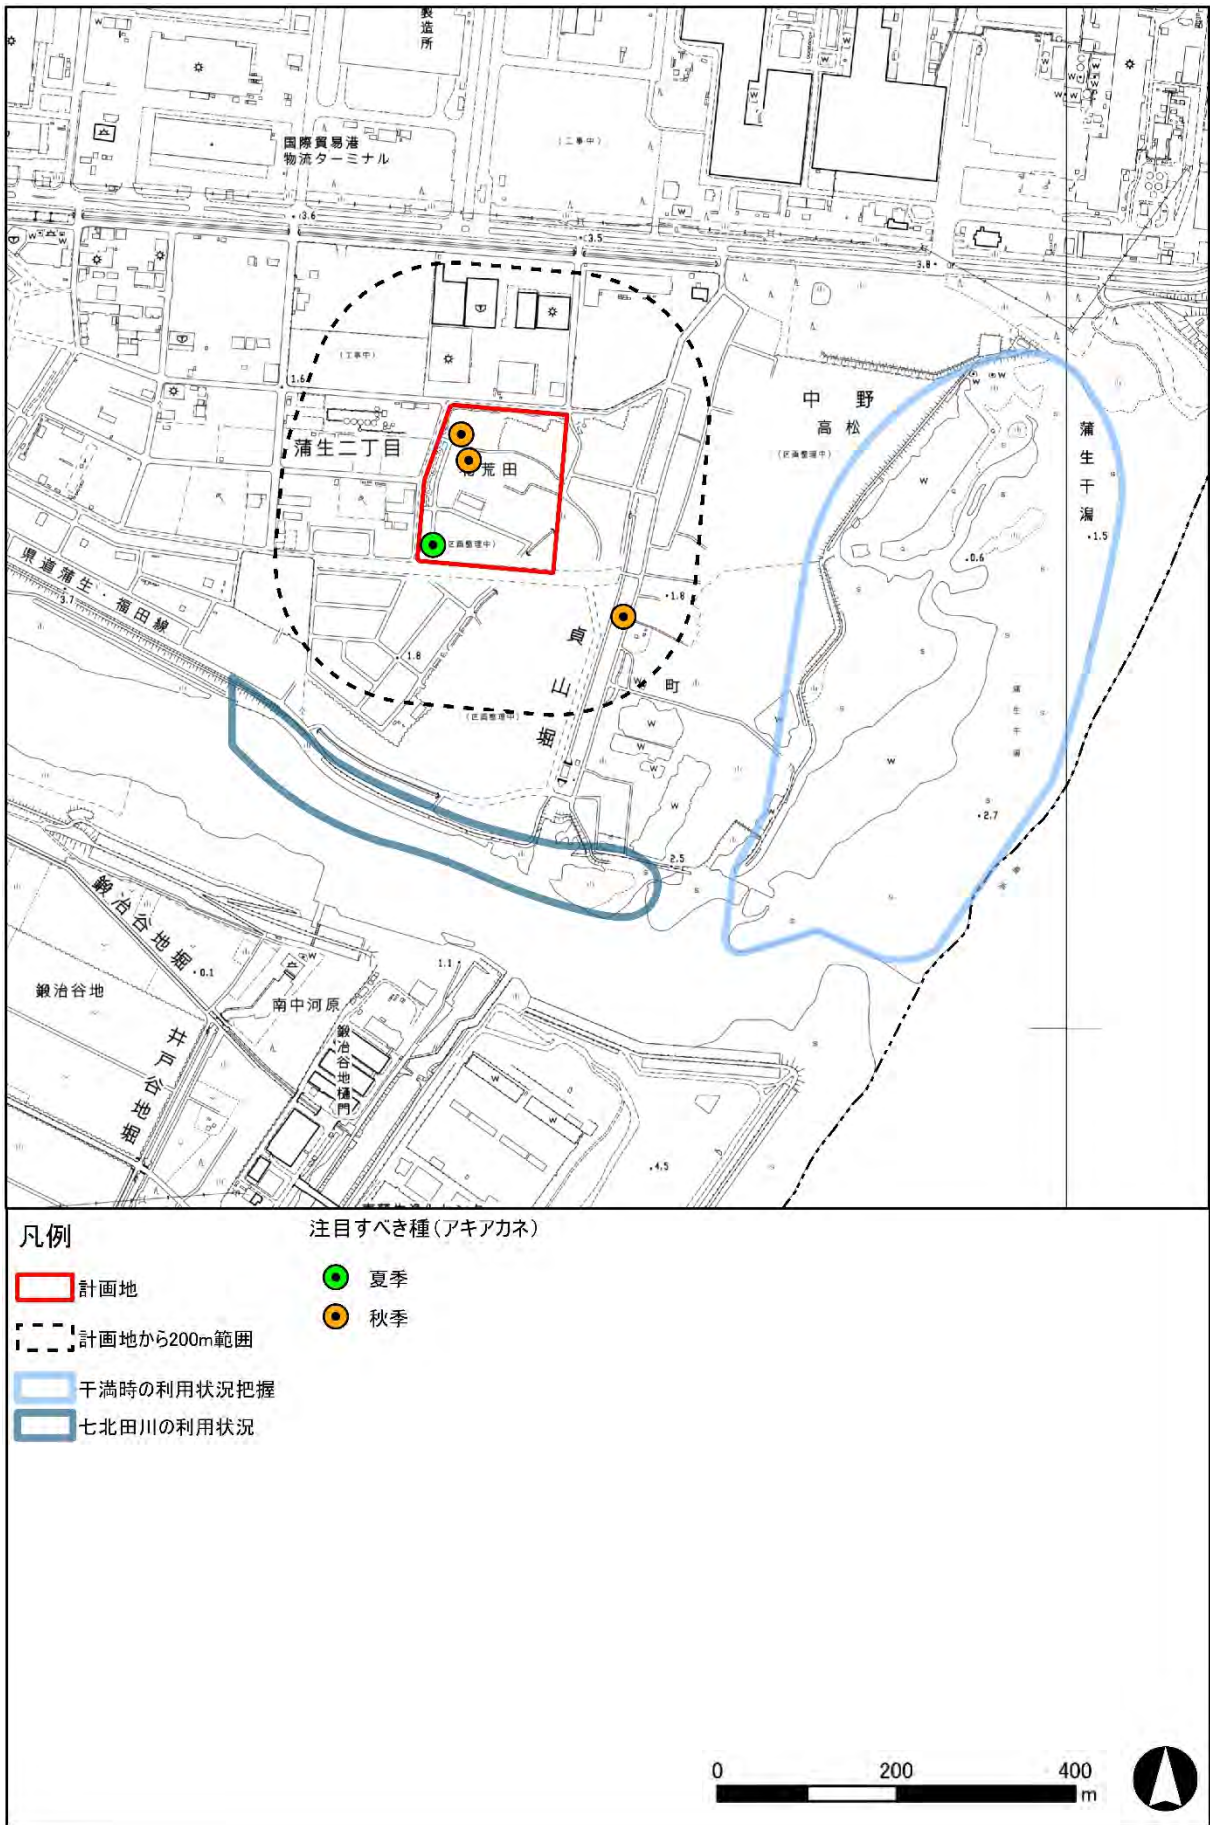 製造所
国際貿易港
物流ターミナル
(工事中)
3.6
3.5
3.8
(工事中)
1.6
蒲生二丁目
荒田
(区画整理中)
中野
高松
(区画整理中)
蒲生干潟
1.5
0.6
県道蒲生・福田線
3.7
1.8
1.8
貞山堀
町
(区画整理中)
蒲生干潟
2.7
2.5
鍛冶谷地堀
0.1
1.1
鍛冶谷地
南中河原
鍛冶谷地樋門
井戸谷地堀
4.5
凡例
計画地
計画地から200m範囲
干満時の利用状況把握
七北田川の利用状況
注目すべき種(アキアカネ)
夏季
秋季
0 200 400
m